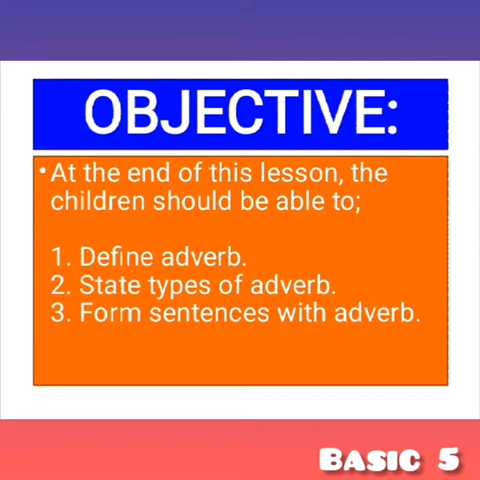 OBJECTIVE:
•At the end of this lesson, the
children should be able to;
1. Define adverb.
2. State types of adverb.
3. Form sentences with adverb.
BASIC 5